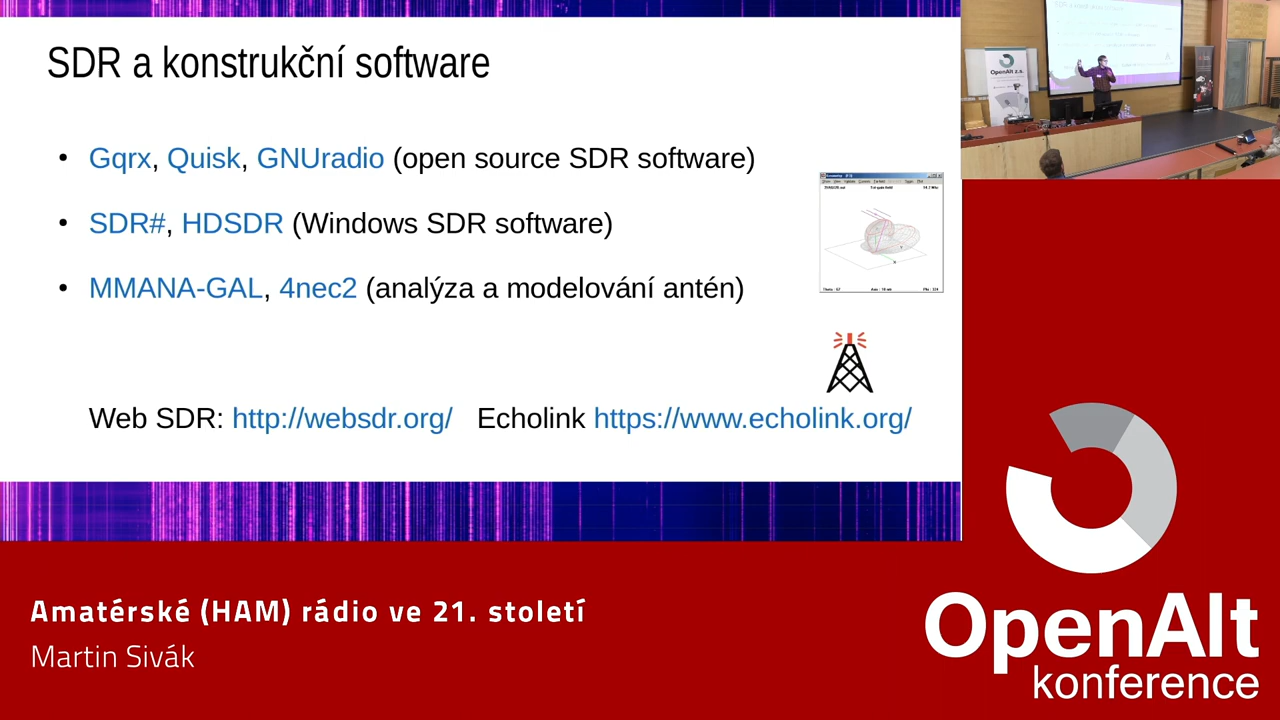 SDR a konstrukční software
• Gqrx, Quisk, GNUradio (open source SDR software)
• SDR#, HDSDR (Windows SDR software)
• MMANA-GAL, 4nec2 (analýza a modelování antén)
Web SDR: http://websdr.org/ Echolink https://www.echolink.org/
OpenAlt z.s.
Amatérské (HAM) rádio ve 21. století
Martin Sivák
OpenAlt
konference